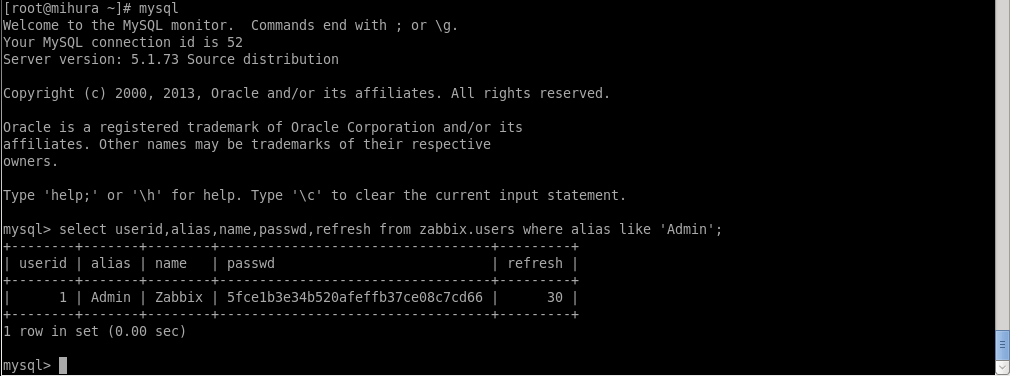 [root@mihura ~]# mysql
Welcome to the MySQL monitor.  Commands end with ; or \g.
Your MySQL connection id is 52
Server version: 5.1.73 Source distribution
Copyright (c) 2000, 2013, Oracle and/or its affiliates. All rights reserved.
Oracle is a registered trademark of Oracle Corporation and/or its
affiliates. Other names may be trademarks of their respective
owners.
Type 'help;' or '\h' for help. Type '\c' to clear the current input statement.
mysql> select userid,alias,name,passwd,refresh from zabbix.users where alias like 'Admin';
+--------+-------+--------+----------------------------------+---------+
| userid | alias | name   | passwd                           | refresh |
+--------+-------+--------+----------------------------------+---------+
|      1 | Admin | Zabbix | 5fce1b3e34b520afeffb37ce08c7cd66 |      30 |
+--------+-------+--------+----------------------------------+---------+
1 row in set (0.00 sec)
mysql>